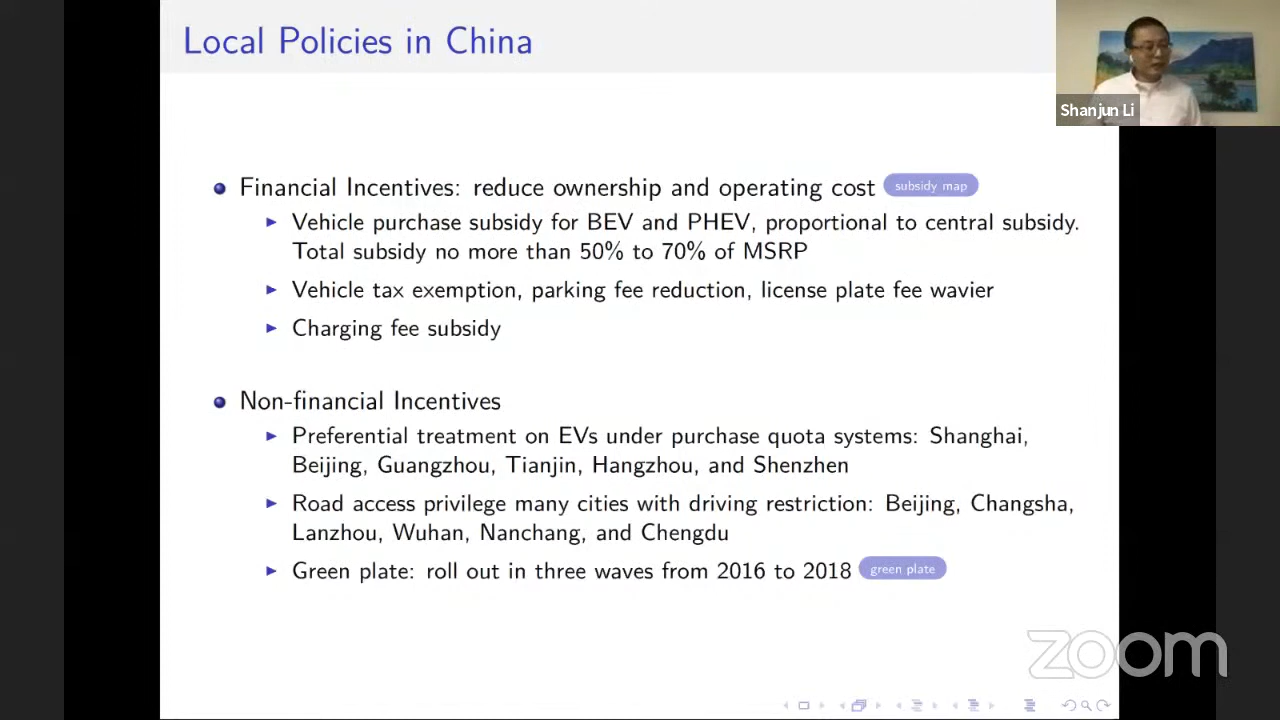 Local Policies in China
Shanjun Li
Financial Incentives: reduce ownership and operating cost subsidy map
Vehicle purchase subsidy for BEV and PHEV, proportional to central subsidy.
Total subsidy no more than 50% to 70% of MSRP
Vehicle tax exemption, parking fee reduction, license plate fee wavier
Charging fee subsidy
Non-financial Incentives
Preferential treatment on EVs under purchase quota systems: Shanghai,
Beijing, Guangzhou, Tianjin, Hangzhou, and Shenzhen
Road access privilege many cities with driving restriction: Beijing, Changsha,
Lanzhou, Wuhan, Nanchang, and Chengdu
Green plate: roll out in three waves from 2016 to 2018 green plate
zoom